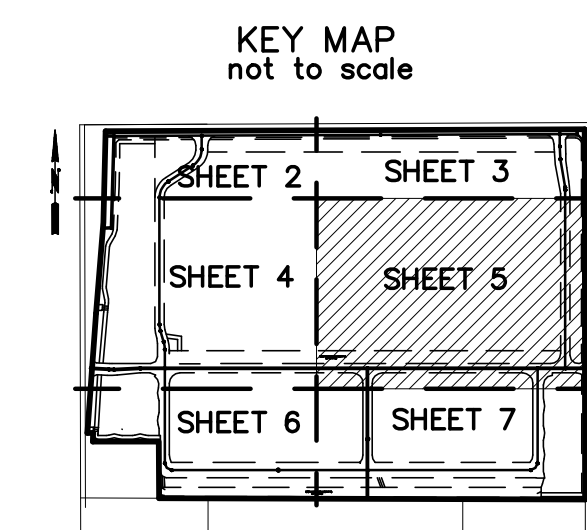 KEY MAP
not to scale
N
SHEET 2
SHEET 3
SHEET 4
SHEET 5
SHEET 6
SHEET 7